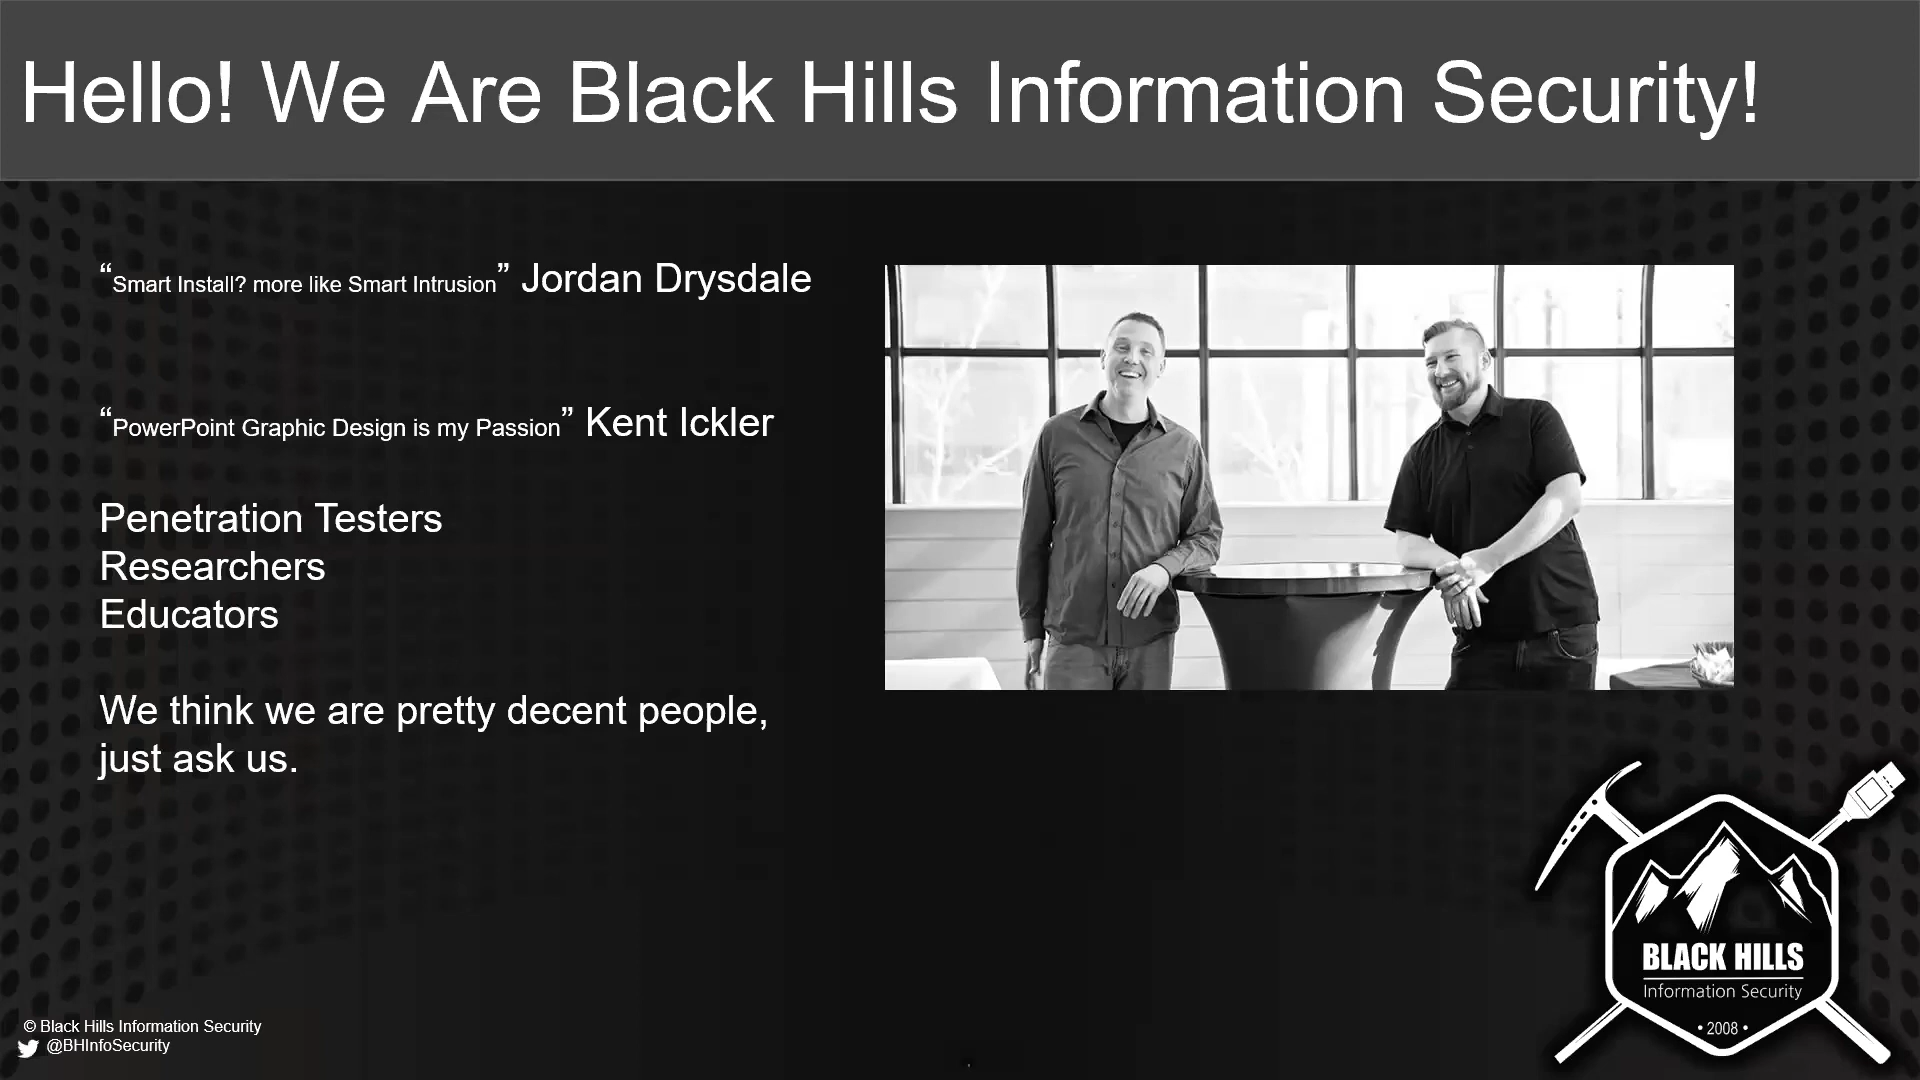 Hello! We Are Black Hills Information Security!
“Smart Install? more like Smart Intrusion” Jordan Drysdale
“PowerPoint Graphic Design is my Passion” Kent Ickler
Penetration Testers
Researchers
Educators
We think we are pretty decent people,
just ask us.
BLACK HILLS
Information Security
• 2008 •
© Black Hills Information Security
@BHInfoSecurity